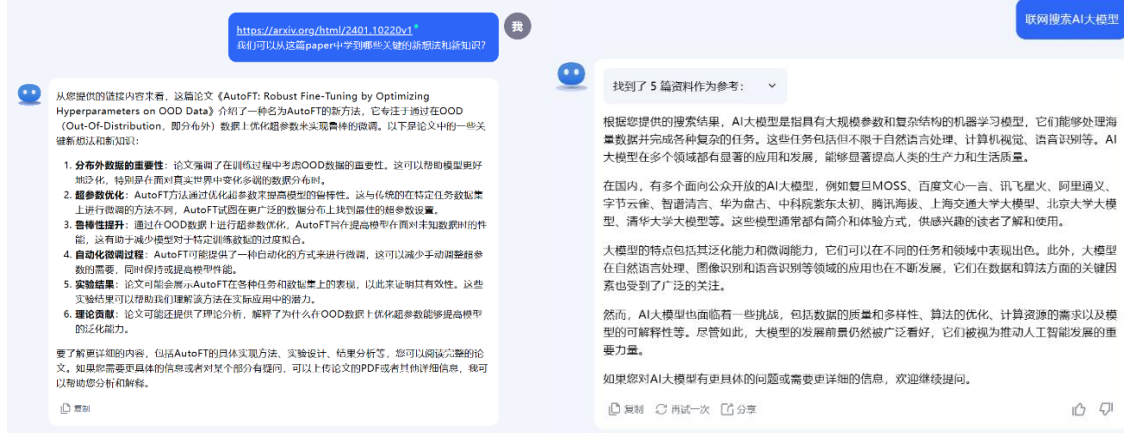 https://arxiv.org/html/2401.10220v1
我们可以从这篇paper中学到哪些关键的新想法和新知识?
我
从您提供的链接内容来看，这篇论文《AutoFT: Robust Fine-Tuning by Optimizing
Hyperparameters on OOD Data》介绍了一种名为AutoFT的新方法，它专注于通过在OOD
（Out-Of-Distribution，即分布外）数据上优化超参数来实现鲁棒的微调。以下是论文中的一些关
键新想法和新知识：
1. 分布外数据的重要性：论文强调了在训练过程中考虑OOD数据的重要性。这可以帮助模型更好
地泛化，特别是在面对真实世界中变化多端的数据分布时。
2. 超参数优化：AutoFT方法通过优化超参数来提高模型的鲁棒性。这与传统的在特定任务数据集
上进行微调的方法不同，AutoFT试图在更广泛的数据分布上找到最佳的超参数设置。
3. 鲁棒性提升：通过在OOD数据上进行超参数优化，AutoFT旨在提高模型在面对未知数据时的性
能，这有助于减少模型对于特定训练数据的过度拟合。
4. 自动化微调过程：AutoFT可能提供了一种自动化的方式来进行微调，这可以减少手动调整超参
数的需要，同时保持或提高模型性能。
5. 实验结果：论文可能会展示AutoFT在各种任务和数据集上的表现，以此来证明其有效性。这些
实验结果可以帮助我们理解该方法在实际应用中的潜力。
6. 理论贡献：论文可能还提供了理论分析，解释了为什么在OOD数据上优化超参数能够提高模型
的泛化能力。
要了解更详细的内容，包括AutoFT的具体实现方法、实验设计、结果分析等，您可以阅读完整的论
文。如果您需要更具体的信息或者对某个部分有疑问，可以上传论文的PDF或者其他详细信息，我可
以帮助您分析和解释。
复制
联网搜索AI大模型
找到了 5 篇资料作为参考：
根据您提供的搜索结果，AI大模型是指具有大规模参数和复杂结构的机器学习模型，它们能够处理海
量数据并完成各种复杂的任务。这些任务包括但不限于自然语言处理、计算机视觉、语音识别等。AI
大模型在多个领域都有显著的应用和发展，能够显著提高人类的生产力和生活质量。
在国内，有多个面向公众开放的AI大模型，例如复旦MOSS、百度文心一言、讯飞星火、阿里通义、
字节云雀、智谱清言、华为盘古、中科院紫东太初、腾讯海拔、上海交通大学大模型、北京大学大模
型、清华大学大模型等。这些模型通常都有简介和体验方式，供感兴趣的读者了解和使用。
大模型的特点包括其泛化能力和微调能力，它们可以在不同的任务和领域中表现出色。此外，大模型
在自然语言处理、图像识别和语音识别等领域的应用也在不断发展，它们在数据和算法方面的关键因
素也受到了广泛的关注。
然而，AI大模型也面临着一些挑战，包括数据的质量和多样性、算法的优化、计算资源的需求以及模
型的可解释性等。尽管如此，大模型的发展前景仍然被广泛看好，它们被视为推动人工智能发展的重
要力量。
如果您对AI大模型有更具体的问题或需要更详细的信息，欢迎继续提问。
复制 再试一次 分享